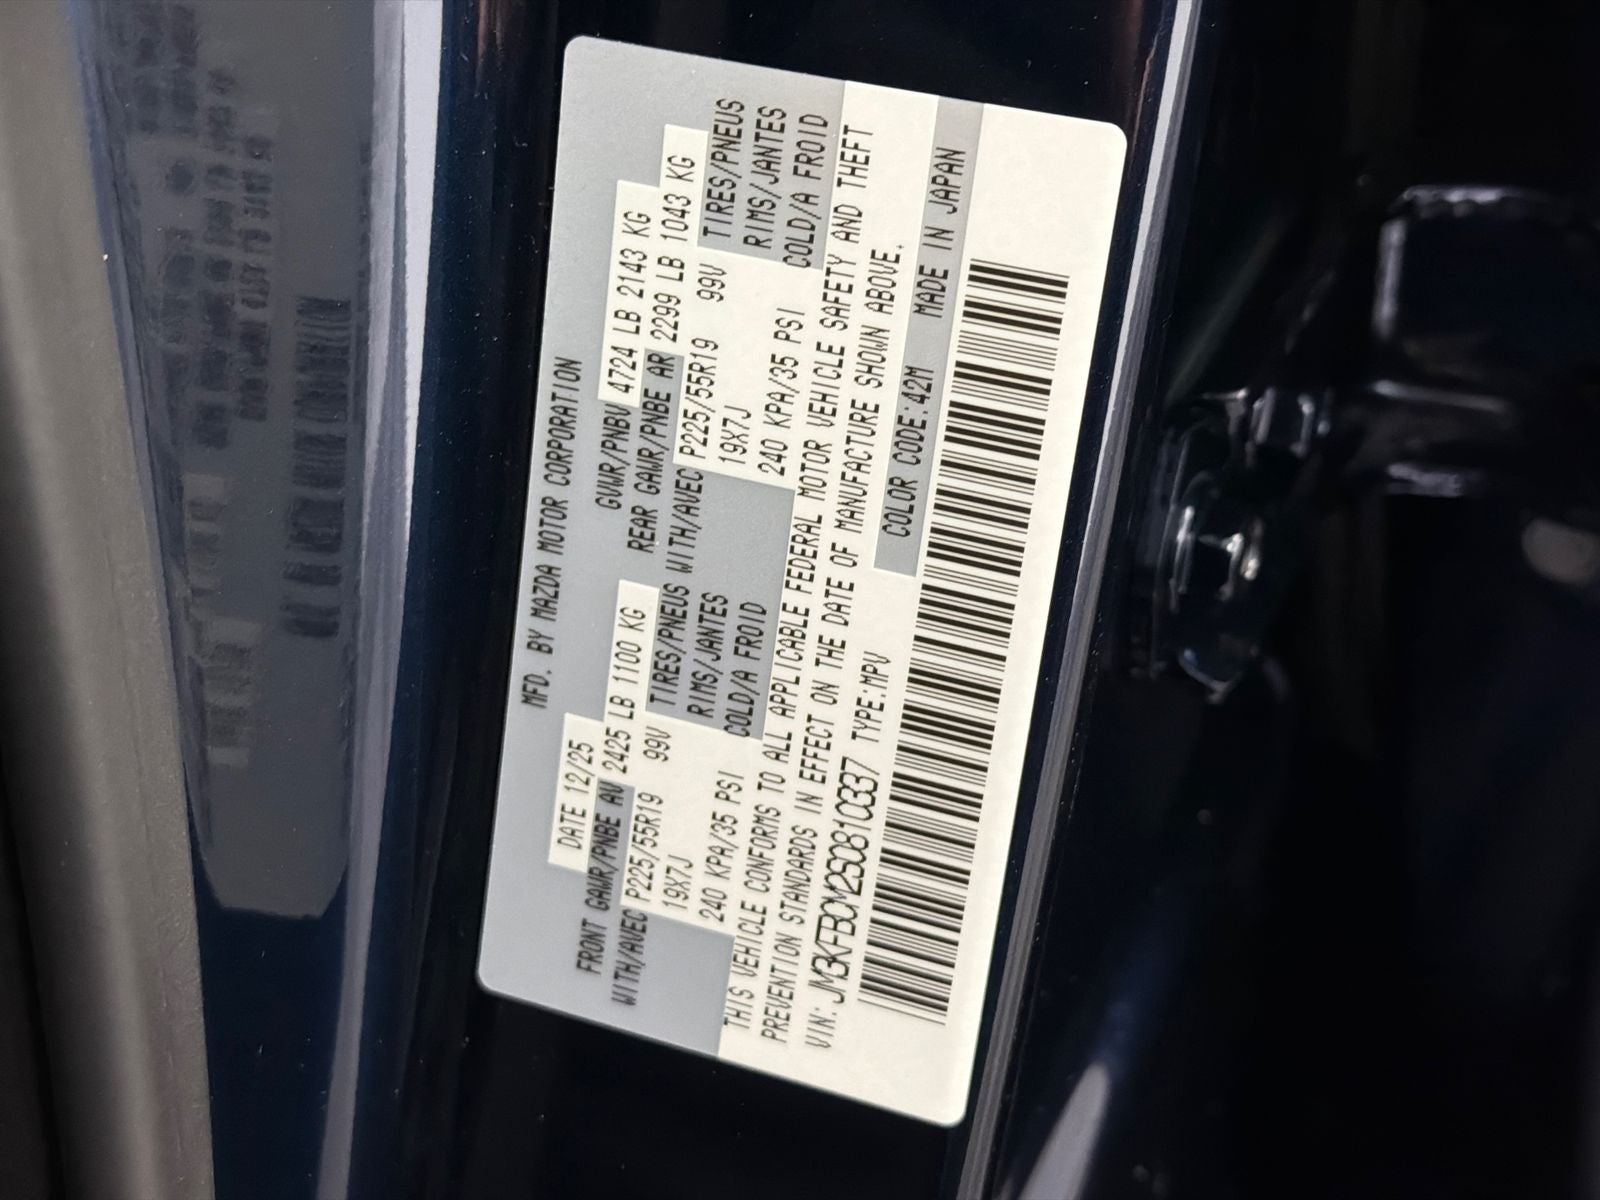 MFD. BY MAZDA MOTOR CORPORATION
DATE 12/25 GVWR/PNBV 4724 LB 2143 KG
FRONT GAWR/PNBE AV 2425 LB 1100 KG REAR GAWR/PNBE AR 2299 LB 1043 KG
WITH/AVEC P225/55R19 99V TIRES/PNEUS WITH/AVEC P225/55R19 99V TIRES/PNEUS
19X7J RIMS/JANTES 19X7J RIMS/JANTES
240 KPA/35 PSI COLD/A FROID 240 KPA/35 PSI COLD/A FROID
THIS VEHICLE CONFORMS TO ALL APPLICABLE FEDERAL MOTOR VEHICLE SAFETY AND THEFT
PREVENTION STANDARDS IN EFFECT ON THE DATE OF MANUFACTURE SHOWN ABOVE.
VIN: JM3KFBCM2S0810337 TYPE:MPV COLOR CODE:42M MADE IN JAPAN